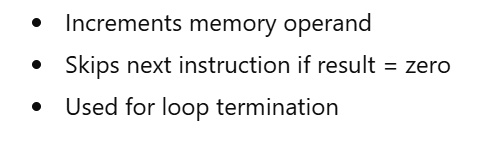 • Increments memory operand
• Skips next instruction if result = zero
• Used for loop termination